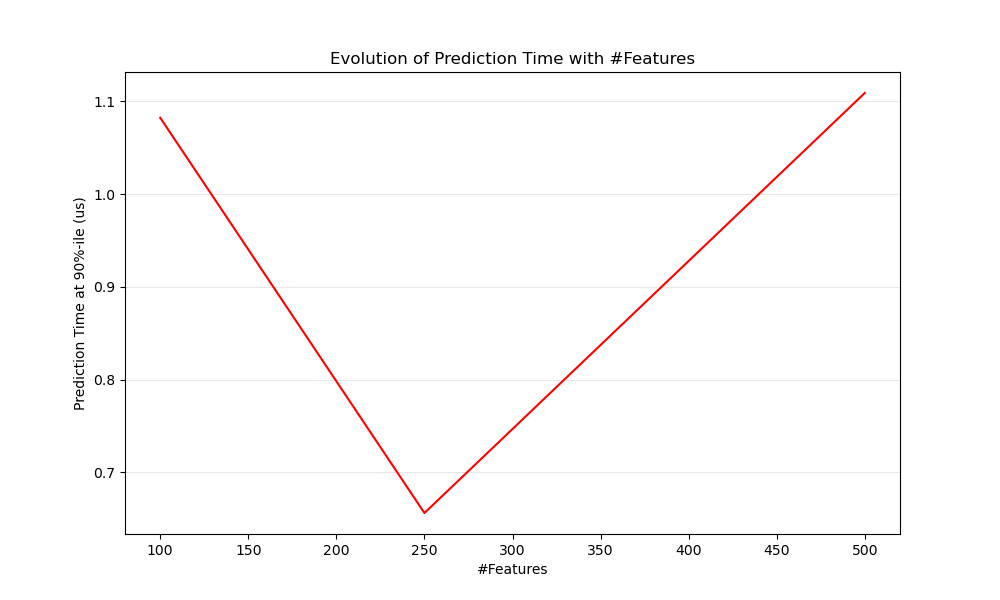 Evolution of Prediction Time with #Features
Prediction Time at 90%-ile (us)
1.1
1.0
0.9
0.8
0.7
100 150 200 250 300 350 400 450 500
#Features